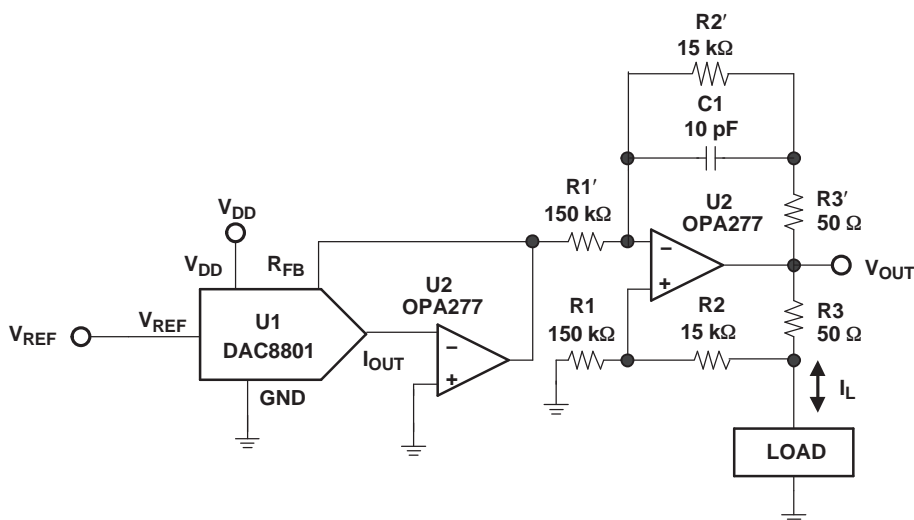 R2′
15 kΩ
C1
10 pF
R1′
150 kΩ
U2
OPA277
R3′
50 Ω
V_DD
V_DD
R_FB
U2
OPA277
V_OUT
V_REF
V_REF
U1
DAC8801
I_OUT
GND
R1
150 kΩ
R2
15 kΩ
R3
50 Ω
I_L
LOAD
−
+
−
+